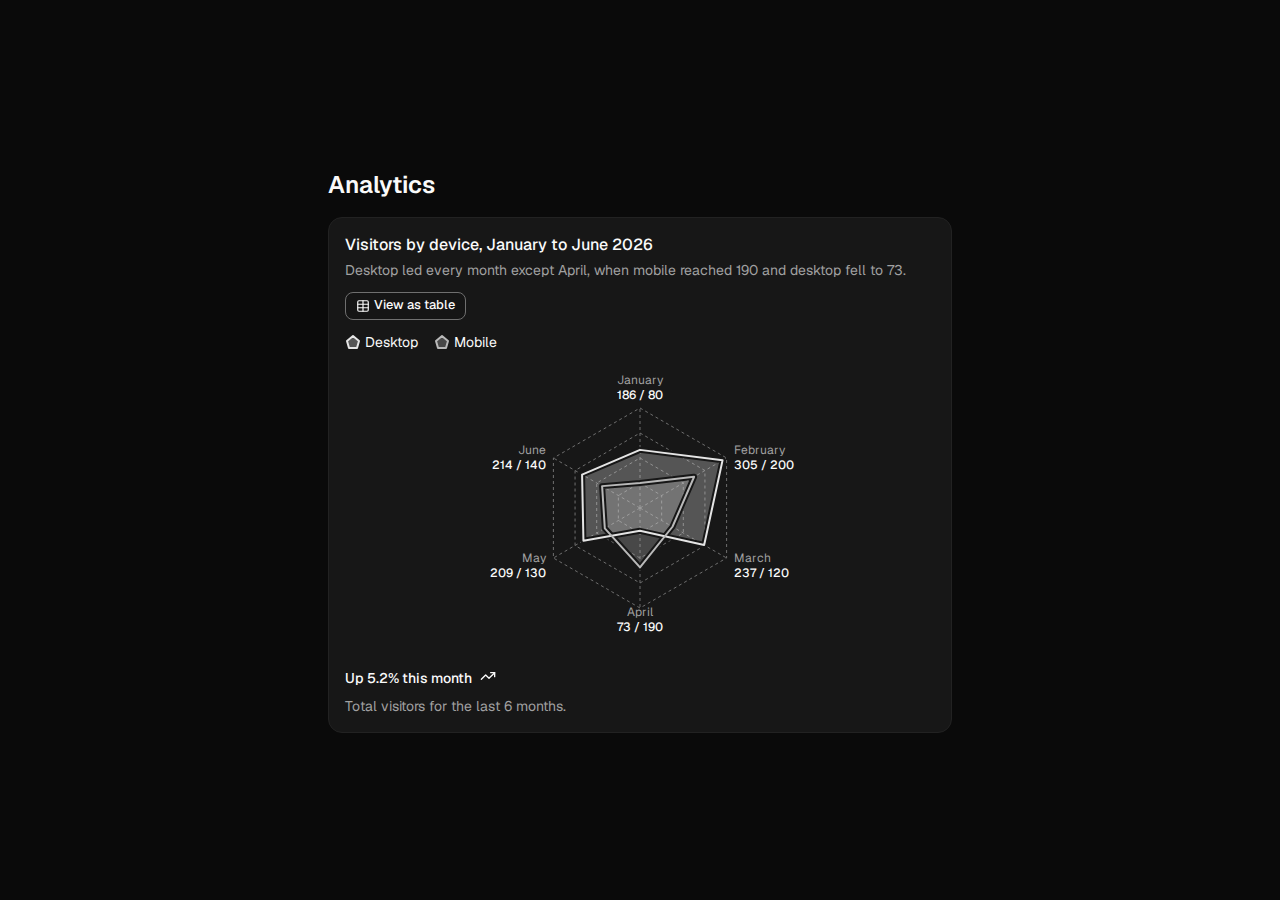 Analytics
Visitors by device, January to June 2026
Desktop led every month except April, when mobile reached 190 and desktop fell to 73.
View as table
Desktop
Mobile
January
186 / 80
June
214 / 140
February
305 / 200
May
209 / 130
March
237 / 120
April
73 / 190
Up 5.2% this month
Total visitors for the last 6 months.